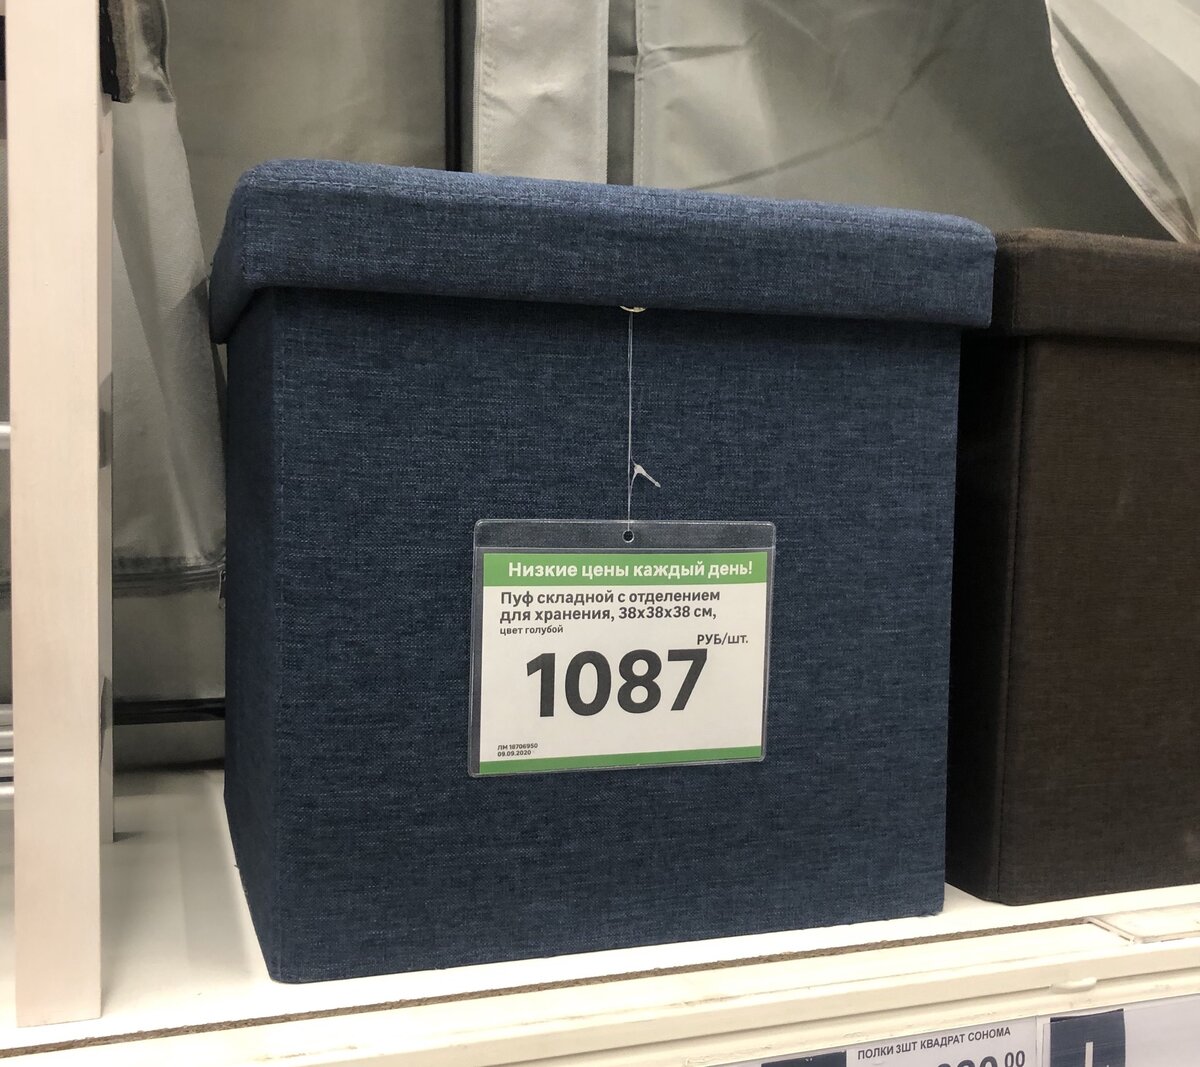 Низкие цены каждый день!
Пуф складной с отделением
для хранения, 38х38х38 см,
цвет голубой
РУБ/шт.
1087
ЛМ 18706950
09.09.2020
ПОЛКИ 3ШТ КВАДРАТ СОНОМА
00